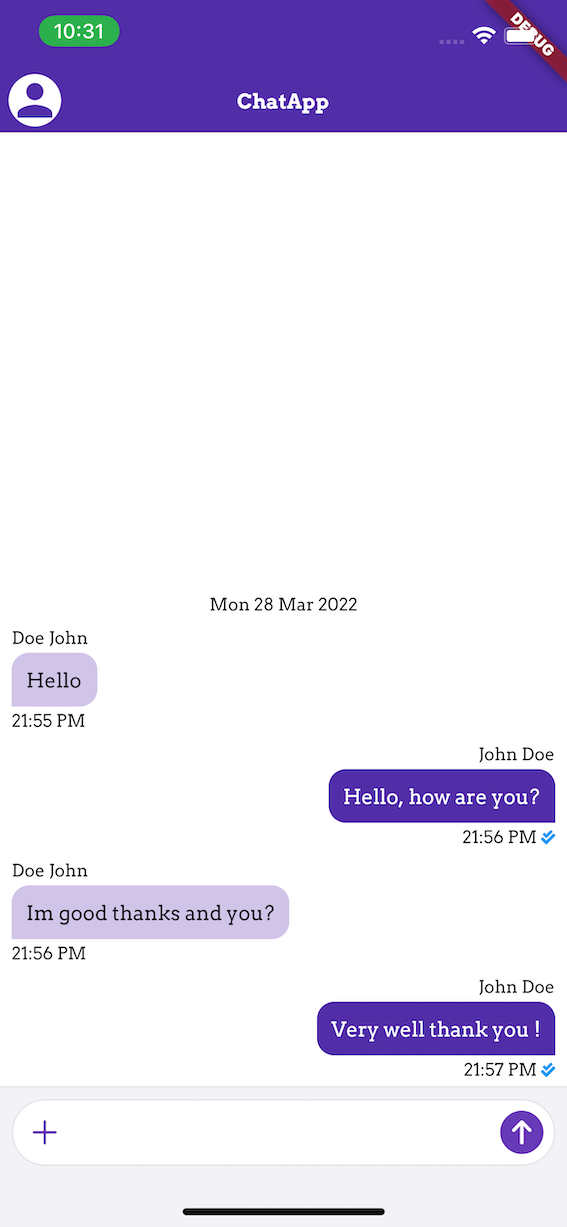 10:31
DEBUG
ChatApp
Mon 28 Mar 2022
Doe John
Hello
21:55 PM
John Doe
Hello, how are you?
21:56 PM
Doe John
Im good thanks and you?
21:56 PM
John Doe
Very well thank you !
21:57 PM